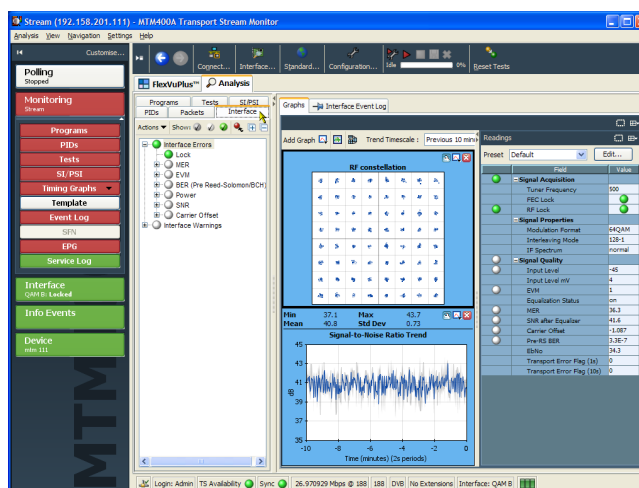 Stream (192.158.201.111) - MTM400A Transport Stream Monitor
Analysis View Navigation Settings Help
Customise...
Connect... Interface... Standard... Configuration... Idle 0% Reset Tests
Polling
Stopped
Monitoring
Stream
Programs
PIDs
Tests
SI/PSI
Timing Graphs
Template
Event Log
SFN
EPG
Service Log
Interface
QAM B: Locked
Info Events
Device
mtm 111
MTM
FlexVuPlus™ Analysis
Programs Tests SI/PSI
PIDs Packets Interface
Actions Show:
Interface Errors
Lock
MER
EVM
BER (Pre Reed-Solomon/BCH)
Power
SNR
Carrier Offset
Interface Warnings
Graphs Interface Event Log
Add Graph Trend Timescale : Previous 10 minu
RF constellation
Min 37.1 Max 43.7
Mean 40.8 Std Dev 0.73
Signal-to-Noise Ratio Trend
45
43
41
39
37
35
dB
-10 -8 -6 -4 -2 0
Time (minutes) (2s periods)
Readings
Preset Default Edit...
Field Value
Signal Acquisition
Tuner Frequency 500
FEC Lock
RF Lock
Signal Properties
Modulation Format 64QAM
Interleaving Mode 128-1
IP Spectrum normal
Signal Quality
Input Level -45
Input Level mV 4
EVM 1
Equalization Status on
MER 36.3
SNR after Equalizer 41.6
Carrier Offset -1.087
Pre-RS BER 3.3E-7
EbNo 34.3
Transport Error Flag (1s) 0
Transport Error Flag (10s) 0
Login: Admin TS Availability Sync 26.970929 Mbps @ 188 188 DVB No Extensions Interface: QAM B